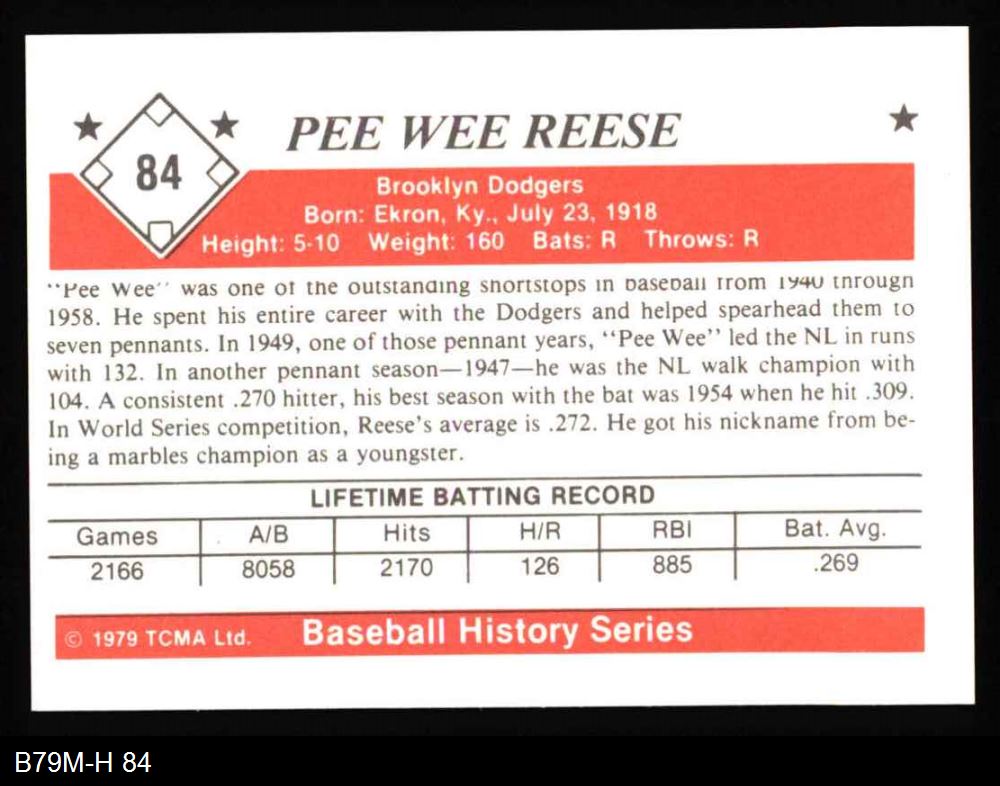 84
PEE WEE REESE
Brooklyn Dodgers
Born: Ekron, Ky., July 23, 1918
Height: 5-10 Weight: 160 Bats: R Throws: R
“Pee Wee” was one of the outstanding shortstops in baseball from 1940 through
1958. He spent his entire career with the Dodgers and helped spearhead them to
seven pennants. In 1949, one of those pennant years, “Pee Wee” led the NL in runs
with 132. In another pennant season—1947—he was the NL walk champion with
104. A consistent .270 hitter, his best season with the bat was 1954 when he hit .309.
In World Series competition, Reese's average is .272. He got his nickname from be-
ing a marbles champion as a youngster.
LIFETIME BATTING RECORD
Games A/B Hits H/R RBI Bat. Avg.
2166 8058 2170 126 885 .269
© 1979 TCMA Ltd. Baseball History Series
B79M-H 84